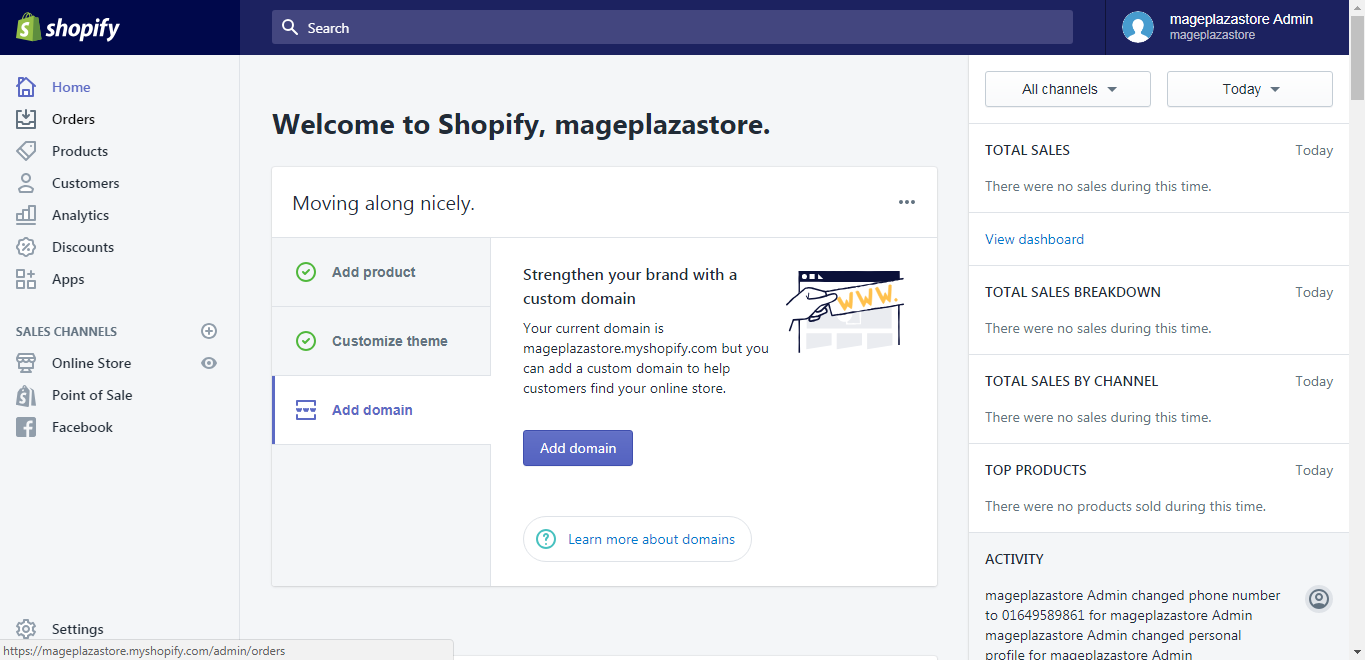 shopify
Search
mageplazastore Admin
mageplazastore
Home
Orders
Products
Customers
Analytics
Discounts
Apps
SALES CHANNELS
Online Store
Point of Sale
Facebook
Settings
https://mageplazastore.myshopify.com/admin/orders
Welcome to Shopify, mageplazastore.
Moving along nicely.
Add product
Customize theme
Add domain
Strengthen your brand with a
custom domain
Your current domain is
mageplazastore.myshopify.com but you
can add a custom domain to help
customers find your online store.
WWW.
Add domain
Learn more about domains
All channels
Today
TOTAL SALES Today
There were no sales during this time.
View dashboard
TOTAL SALES BREAKDOWN Today
There were no sales during this time.
TOTAL SALES BY CHANNEL Today
There were no sales during this time.
TOP PRODUCTS Today
There were no products sold during this time.
ACTIVITY
mageplazastore Admin changed phone number
to 01649589861 for mageplazastore Admin
mageplazastore Admin changed personal
profile for mageplazastore Admin